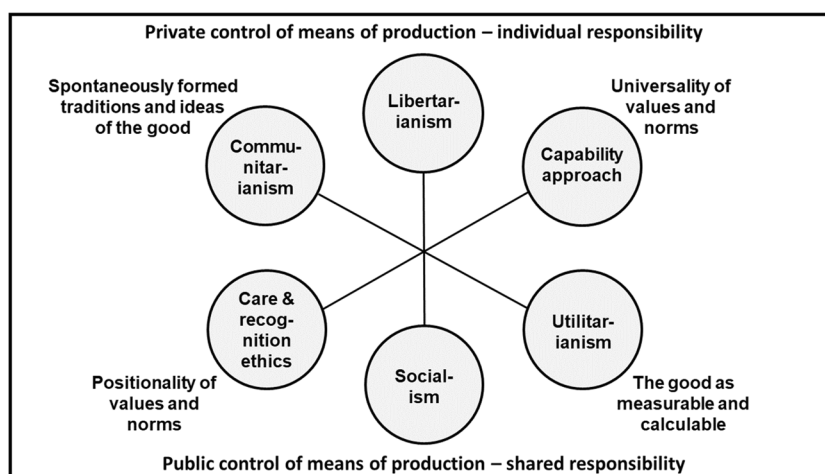 Private control of means of production – individual responsibility
Spontaneously formed
traditions and ideas
of the good
Libertar-
ianism
Universality of
values and
norms
Commu-
nitar-
ianism
Capability
approach
Care &
recog-
nition
ethics
Utilitar-
ianism
Social-
ism
Positionality of
values and
norms
The good as
measurable and
calculable
Public control of means of production – shared responsibility